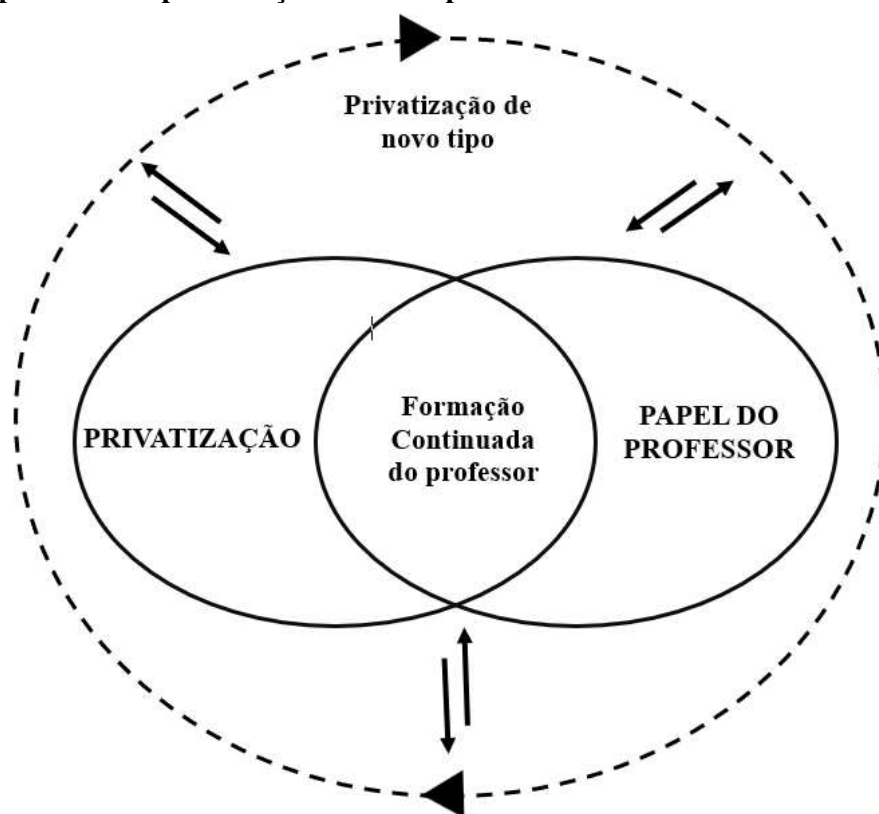 Privatização de
novo tipo
PRIVATIZAÇÃO
Formação
Continuada
do professor
PAPEL DO
PROFESSOR